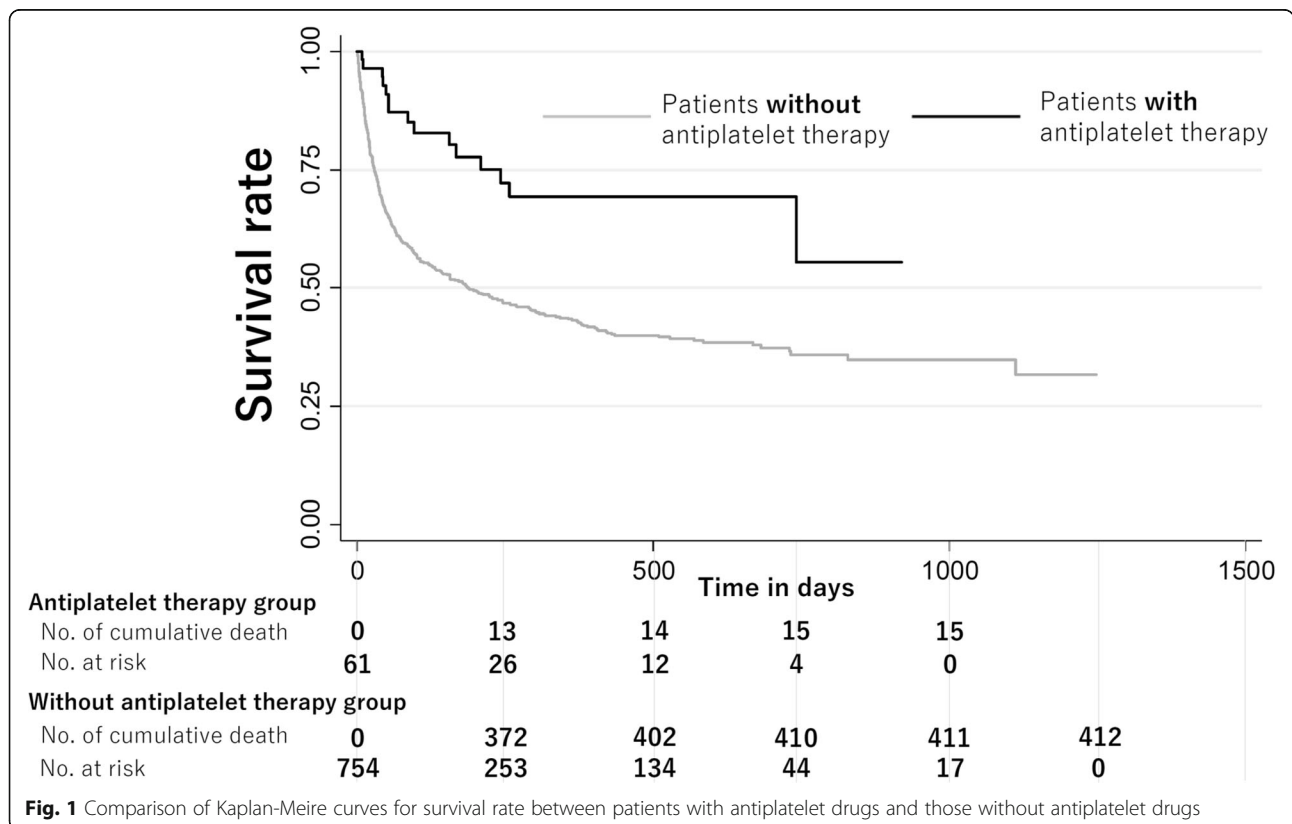 1.00
0.75
0.50
0.25
0.00
Survival rate
Patients without
antiplatelet therapy
Patients with
antiplatelet therapy
0 500 1000 1500
Time in days
Antiplatelet therapy group
No. of cumulative death 0 13 14 15 15
No. at risk 61 26 12 4 0
Without antiplatelet therapy group
No. of cumulative death 0 372 402 410 411 412
No. at risk 754 253 134 44 17 0
Fig. 1 Comparison of Kaplan-Meire curves for survival rate between patients with antiplatelet drugs and those without antiplatelet drugs